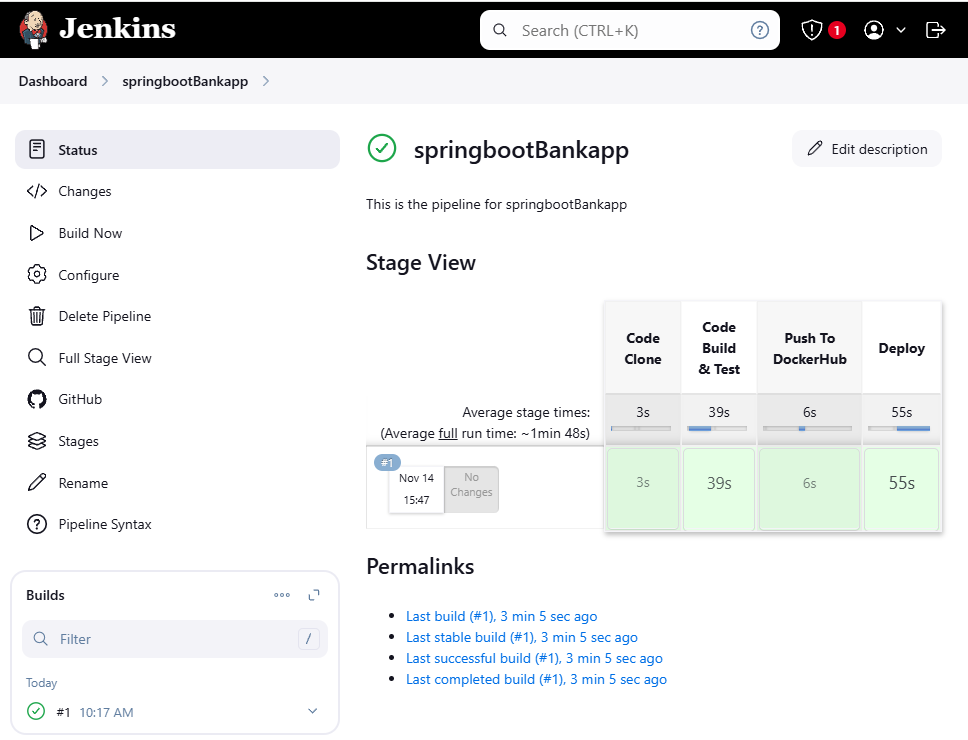 Jenkins
Search (CTRL+K)
?
1
Dashboard
springbootBankapp
Status
Changes
Build Now
Configure
Delete Pipeline
Full Stage View
GitHub
Stages
Rename
Pipeline Syntax
Builds
Filter
/
Today
#1 10:17 AM
springbootBankapp
Edit description
This is the pipeline for springbootBankapp
Stage View
Code
Clone
Code
Build
& Test
Push To
DockerHub
Deploy
Average stage times:
(Average full run time: ~1min 48s)
3s
39s
6s
55s
#1
Nov 14
15:47
No
Changes
3s
39s
6s
55s
Permalinks
Last build (#1), 3 min 5 sec ago
Last stable build (#1), 3 min 5 sec ago
Last successful build (#1), 3 min 5 sec ago
Last completed build (#1), 3 min 5 sec ago